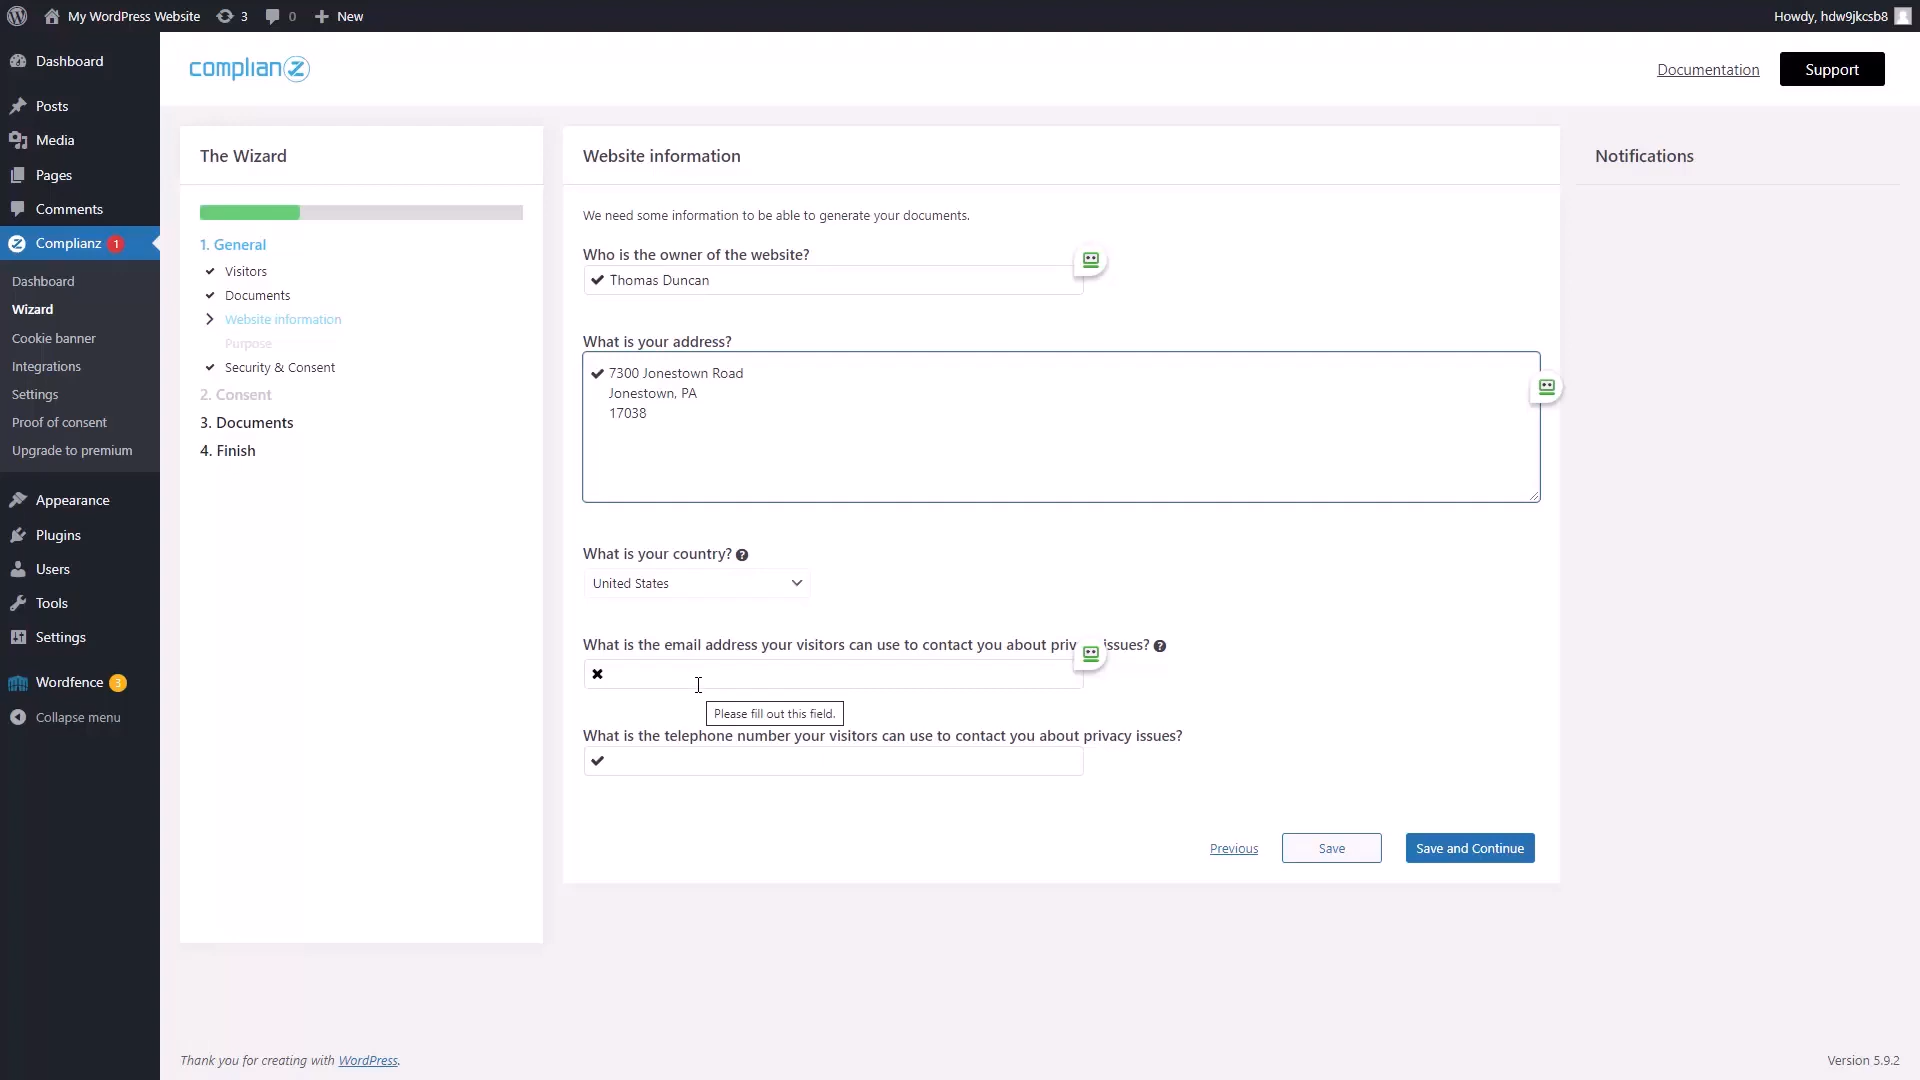 My WordPress Website
3
0
New
Howdy, hdw9jkcsb8
Dashboard
Posts
Media
Pages
Comments
Complianz 1
Dashboard
Wizard
Cookie banner
Integrations
Settings
Proof of consent
Upgrade to premium
Appearance
Plugins
Users
Tools
Settings
Wordfence 3
Collapse menu
complianz
Documentation
Support
The Wizard
1. General
Visitors
Documents
Website information
Purpose
Security & Consent
2. Consent
3. Documents
4. Finish
Website information
We need some information to be able to generate your documents.
Who is the owner of the website?
Thomas Duncan
What is your address?
7300 Jonestown Road
Jonestown, PA
17038
What is your country?
United States
What is the email address your visitors can use to contact you about priv issues?
Please fill out this field.
What is the telephone number your visitors can use to contact you about privacy issues?
Previous
Save
Save and Continue
Notifications
Thank you for creating with WordPress.
Version 5.9.2